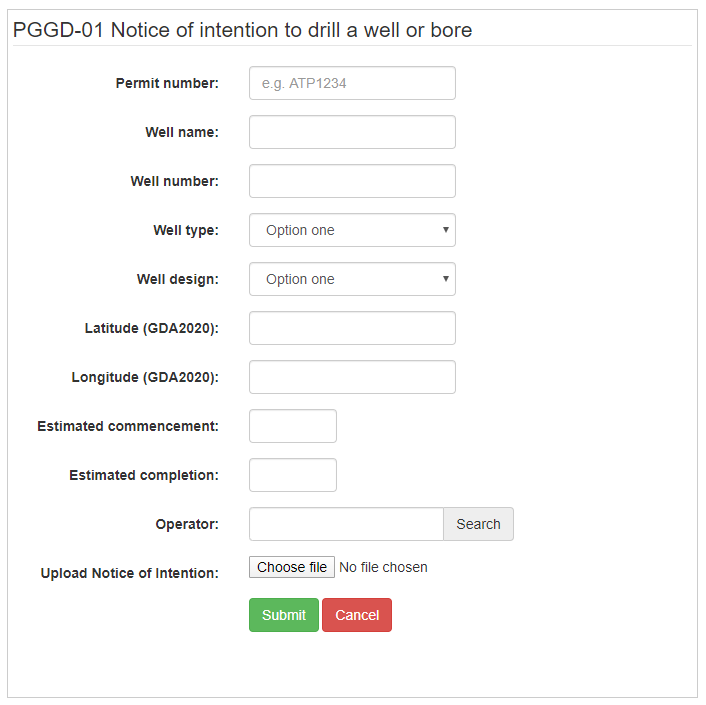 PGGD-01 Notice of intention to drill a well or bore
Permit number: e.g. ATP1234
Well name:
Well number:
Well type: Option one
Well design: Option one
Latitude (GDA2020):
Longitude (GDA2020):
Estimated commencement:
Estimated completion:
Operator: Search
Upload Notice of Intention: Choose file No file chosen
Submit Cancel